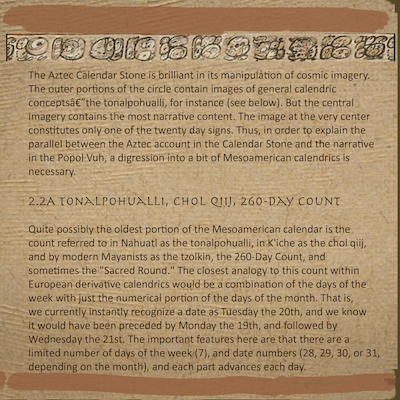 The Aztec Calendar Stone is brilliant in its manipulation of cosmic imagery.
The outer portions of the circle contain images of general calendric
conceptsâ€"the tonalpohualli, for instance (see below). But the central
imagery contains the most narrative content. The image at the very center
constitutes only one of the twenty day signs. Thus, in order to explain the
parallel between the Aztec account in the Calendar Stone and the narrative
in the Popol Vuh, a digression into a bit of Mesoamerican calendrics is
necessary.
2.2A TONALPOHUALLI, CHOL QIIJ, 260-DAY COUNT
Quite possibly the oldest portion of the Mesoamerican calendar is the
count referred to in Nahuatl as the tonalpohualli, in K'iche as the chol qiij,
and by modern Mayanists as the tzolkin, the 260-Day Count, and
sometimes the "Sacred Round." The closest analogy to this count within
European derivative calendrics would be a combination of the days of the
week with just the numerical portion of the days of the month. That is,
we currently instantly recognize a date as Tuesday the 20th, and we know
it would have been preceded by Monday the 19th, and followed by
Wednesday the 21st. The important features here are that there are a
limited number of days of the week (7), and date numbers (28, 29, 30, or 31,
depending on the month), and each part advances each day.